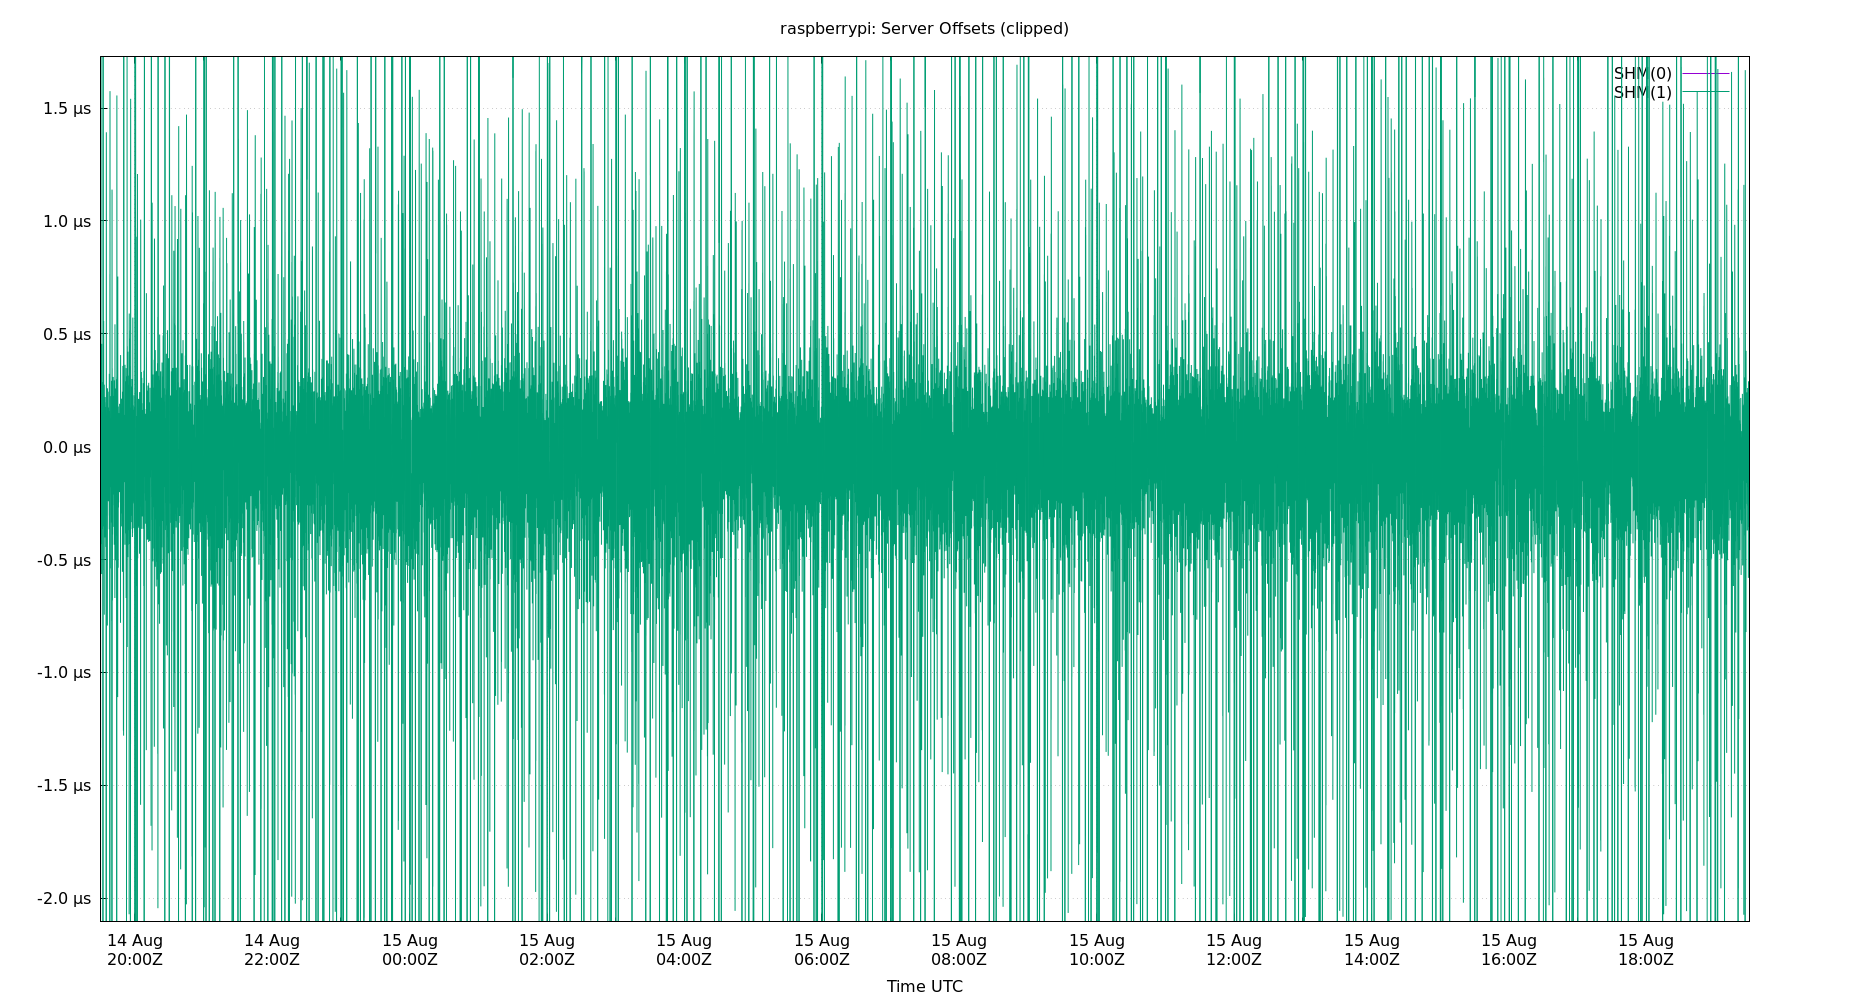 raspberrypi: Server Offsets (clipped)
SHM(0)
SHM(1)
1.5 µs
1.0 µs
0.5 µs
0.0 µs
-0.5 µs
-1.0 µs
-1.5 µs
-2.0 µs
14 Aug 14 Aug 15 Aug 15 Aug 15 Aug 15 Aug 15 Aug 15 Aug 15 Aug 15 Aug 15 Aug 15 Aug
20:00Z 22:00Z 00:00Z 02:00Z 04:00Z 06:00Z 08:00Z 10:00Z 12:00Z 14:00Z 16:00Z 18:00Z
Time UTC